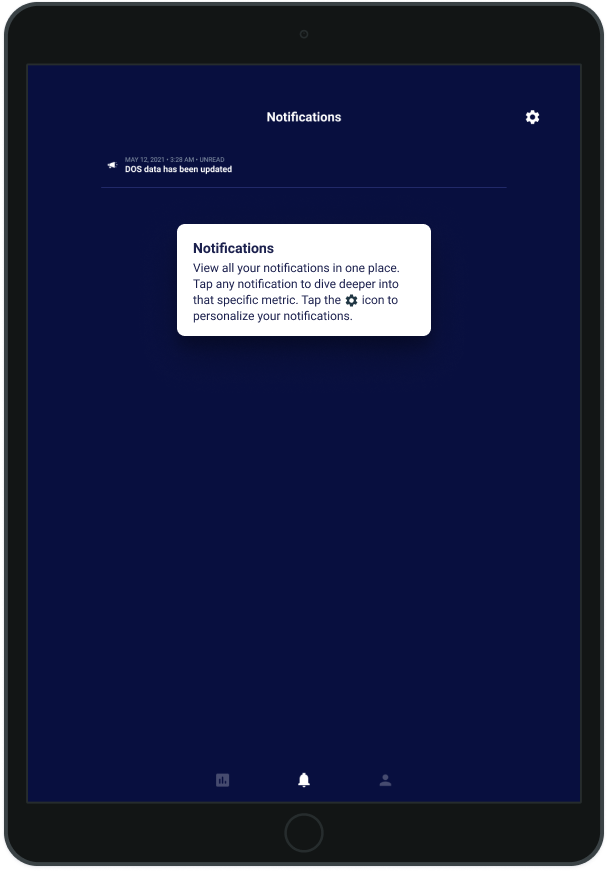 Notifications
MAY 12, 2021 • 3:28 AM • UNREAD
DOS data has been updated
Notifications
View all your notifications in one place.
Tap any notification to dive deeper into
that specific metric. Tap the icon to
personalize your notifications.